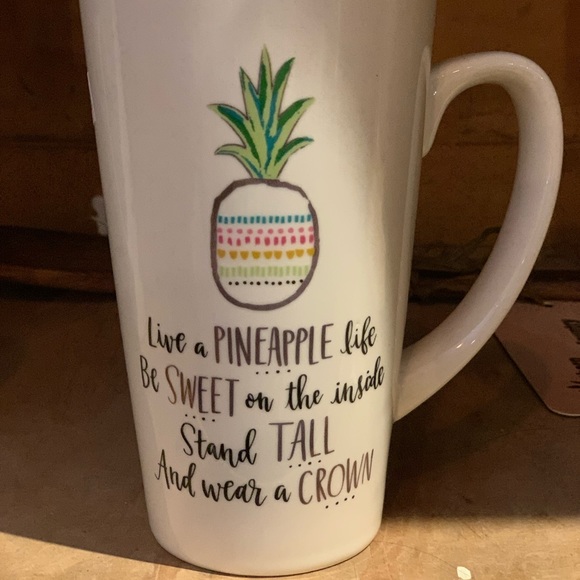 Live a PINEAPPLE life
Be SWEET on the inside
Stand TALL
And wear a CROWN